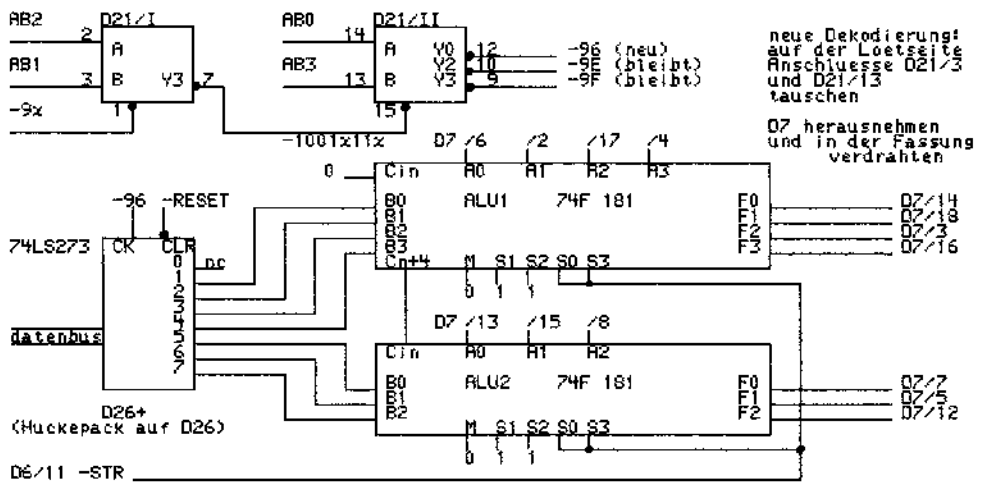 AB2 D21/I AB0 D21/II
2 A 14 A Y0 12 -96 (neu)
Y2 10 -9E (bleibt)
AB1 3 B Y3 7 AB3 13 B Y3 9 -9F (bleibt)
-9x 1 15
-1001x11x
neue Dekodierung:
auf der Loetseite
Anschluesse D21/3
und D21/13
tauschen
D7 herausnehmen
und in der Fassung
verdrahten
D7 /6 /2 /17 /4
0 Cin A0 A1 A2 A3
-96 -RESET
B0 ALU1 74F 181 F0 D7/14
B1 F1 D7/18
B2 F2 D7/3
B3 F3 D7/16
Cn+4 M S1 S2 S0 S3
0 1 1
74LS273 CK CLR
0 nc
1
2
3
4
5
6
7
datenbus
D26+
(Huckepack auf D26)
D7 /13 /15 /8
Cin A0 A1 A2
B0 ALU2 74F 181 F0 D7/7
B1 F1 D7/5
B2 F2 D7/12
M S1 S2 S0 S3
0 1 1
D6/11 -STR